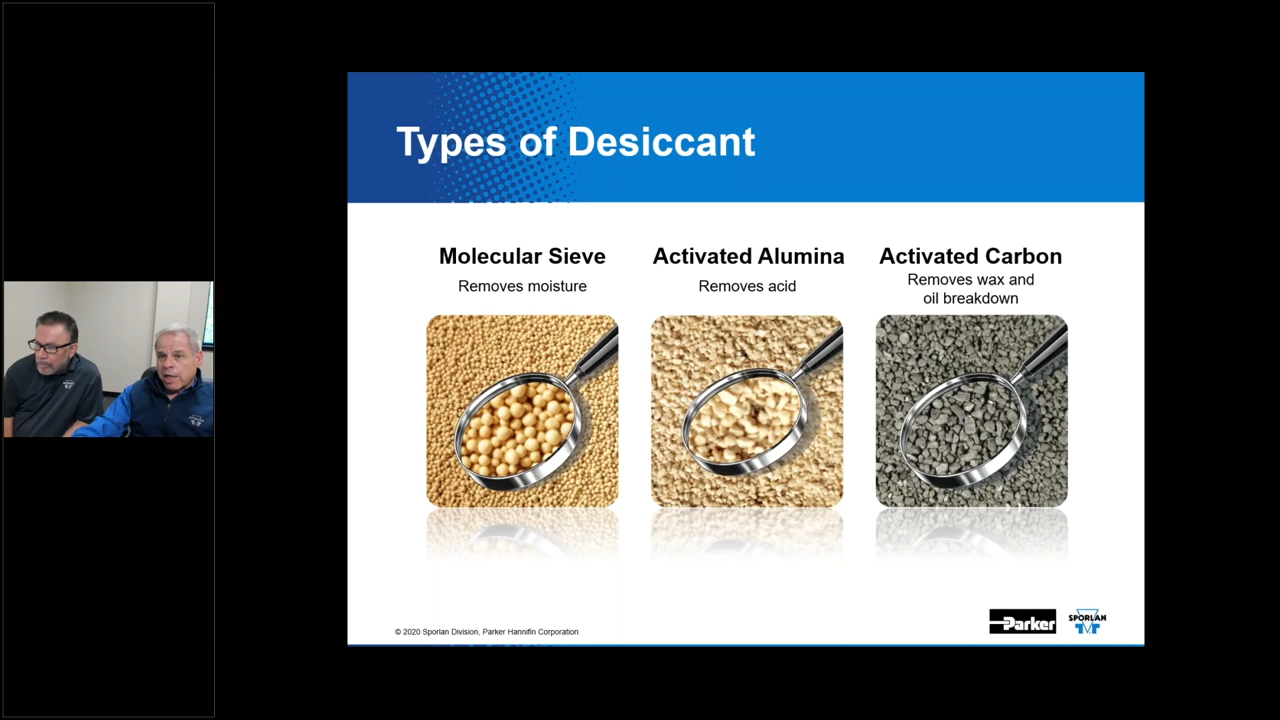 Types of Desiccant
Molecular Sieve
Removes moisture
Activated Alumina
Removes acid
Activated Carbon
Removes wax and
oil breakdown
© 2020 Sporlan Division, Parker Hannifin Corporation
Parker
SPORLAN